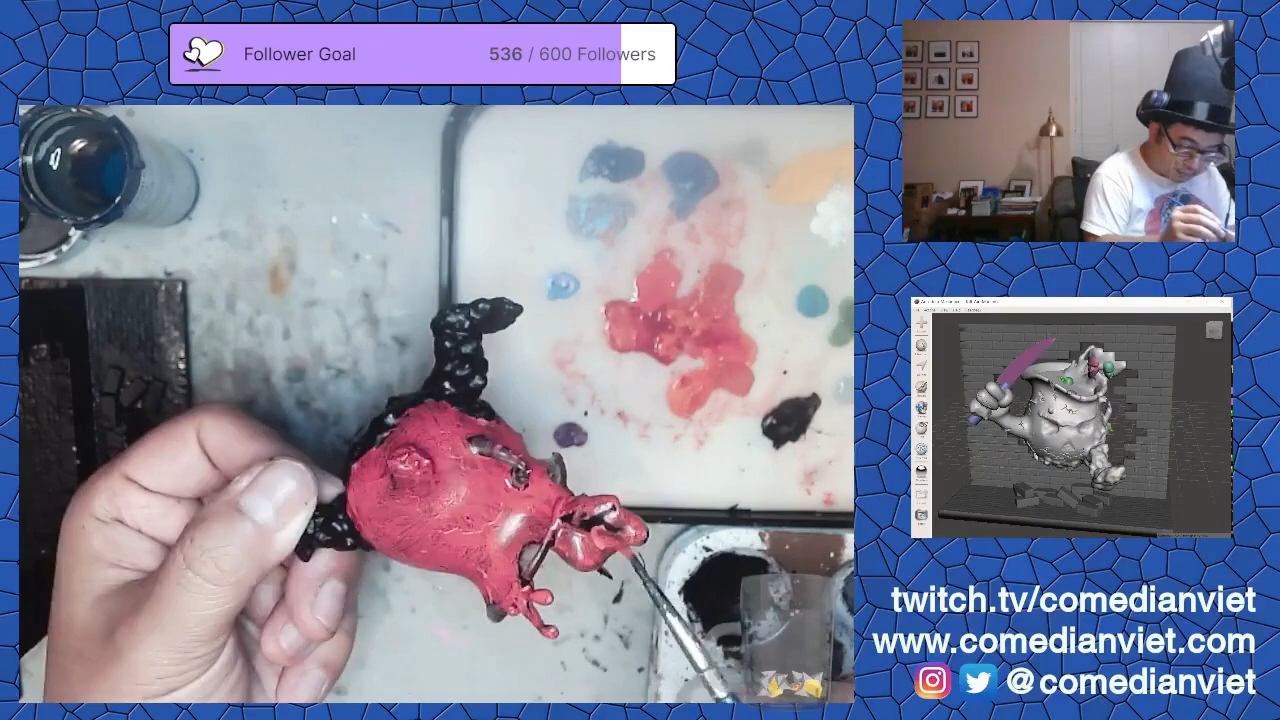 Follower Goal
536 / 600 Followers
twitch.tv/comedianviet
www.comedianviet.com
@comedianviet